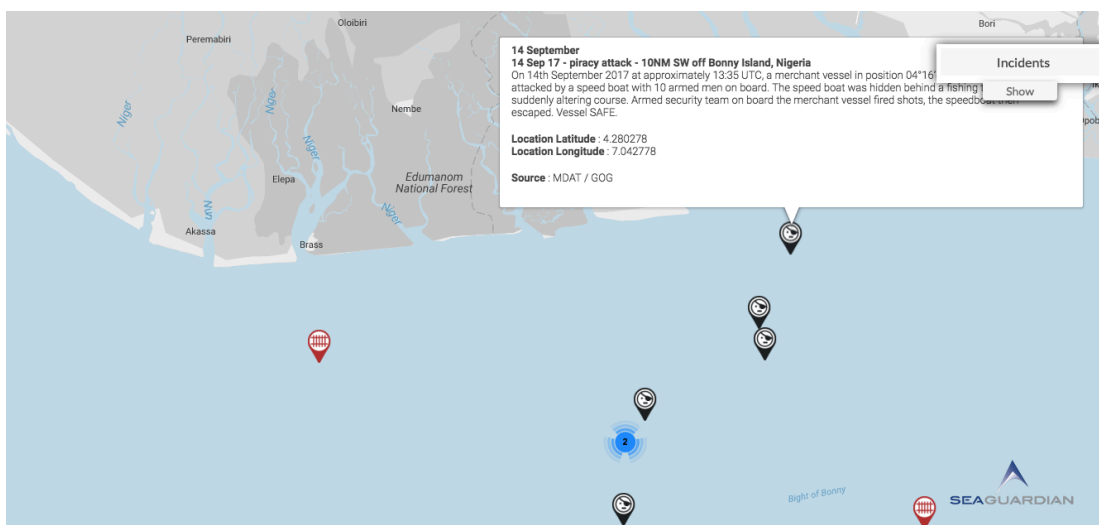 Oloibiri
Peremabiri
Bori
14 September
14 Sep 17 - piracy attack - 10NM SW off Bonny Island, Nigeria
On 14th September 2017 at approximately 13:35 UTC, a merchant vessel in position 04°16'
attacked by a speed boat with 10 armed men on board. The speed boat was hidden behind a fishing
suddenly altering course. Armed security team on board the merchant vessel fired shots, the speedboat then
escaped. Vessel SAFE.
Location Latitude : 4.280278
Location Longitude : 7.042778
Source : MDAT / GOG
Incidents
Show
Niger
Niger
Nembe
Elepa
Edumanom
National Forest
Niger
Nun
Akassa
Brass
2
Bight of Bonny
SEAGUARDIAN